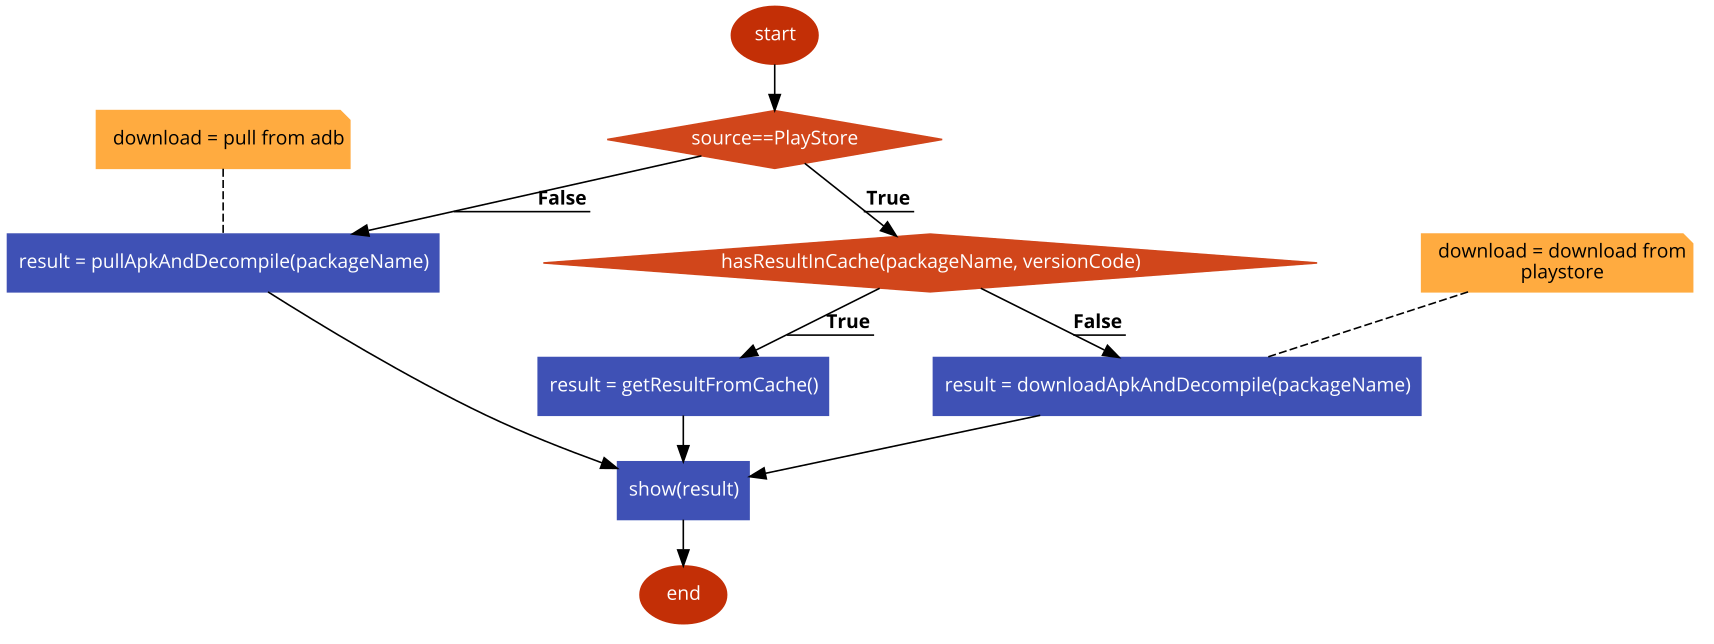 start
download = pull from adb
source==PlayStore
False
True
result = pullApkAndDecompile(packageName)
hasResultInCache(packageName, versionCode)
download = download from
playstore
True
False
result = getResultFromCache()
result = downloadApkAndDecompile(packageName)
show(result)
end